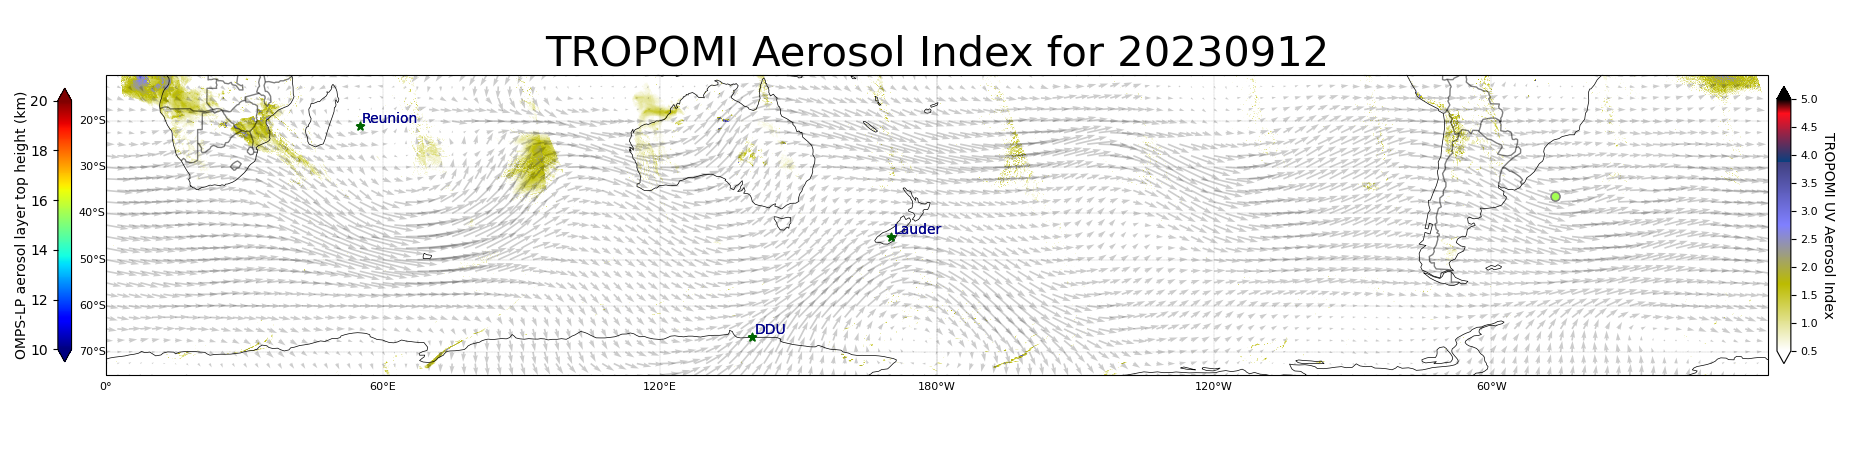 TROPOMI Aerosol Index for 20230912
OMPS-LP aerosol layer top height (km)
20
18
16
14
12
10
20°S
30°S
40°S
50°S
60°S
70°S
Reunion
Lauder
DDU
0°
60°E
120°E
180°W
120°W
60°W
5.0
4.5
4.0
3.5
3.0
2.5
2.0
1.5
1.0
0.5
TROPOMI UV Aerosol Index